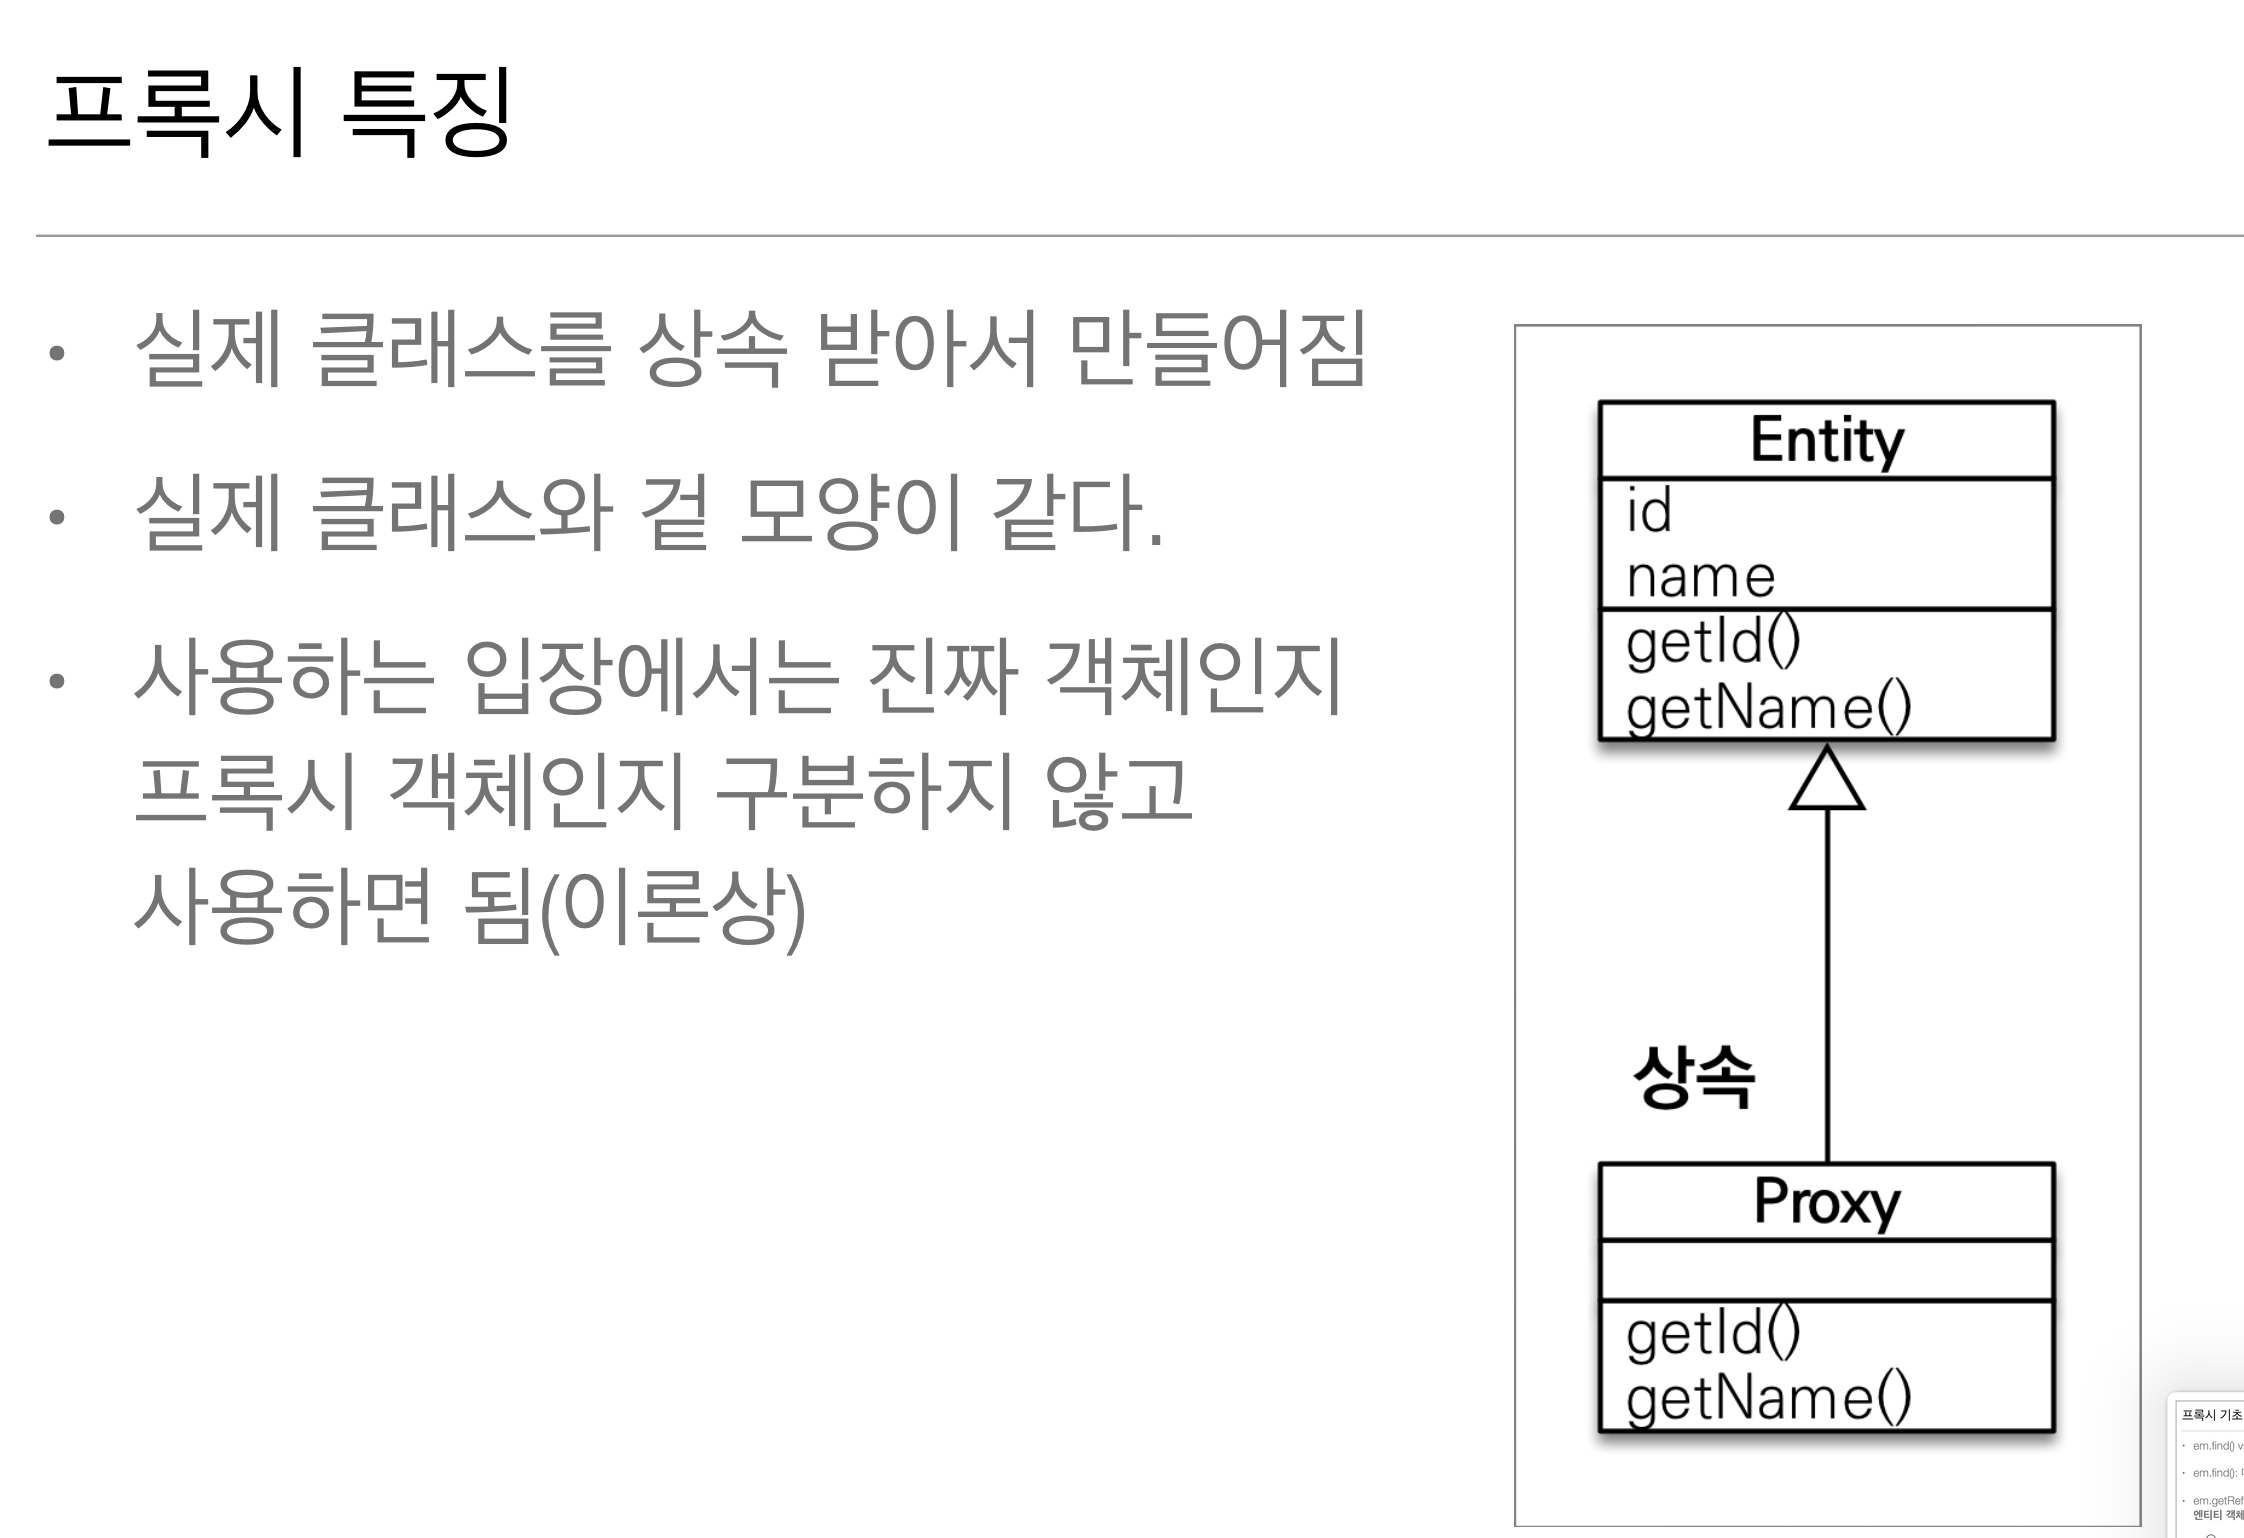 프록시 특징
• 실제 클래스를 상속 받아서 만들어짐
• 실제 클래스와 겉 모양이 같다.
• 사용하는 입장에서는 진짜 객체인지
프록시 객체인지 구분하지 않고
사용하면 됨(이론상)
Entity
id
name
getId()
getName()
상속
Proxy
getId()
getName()
프록시 기초
• em.find()
• em.find():
• em.getRef
엔티티 객체